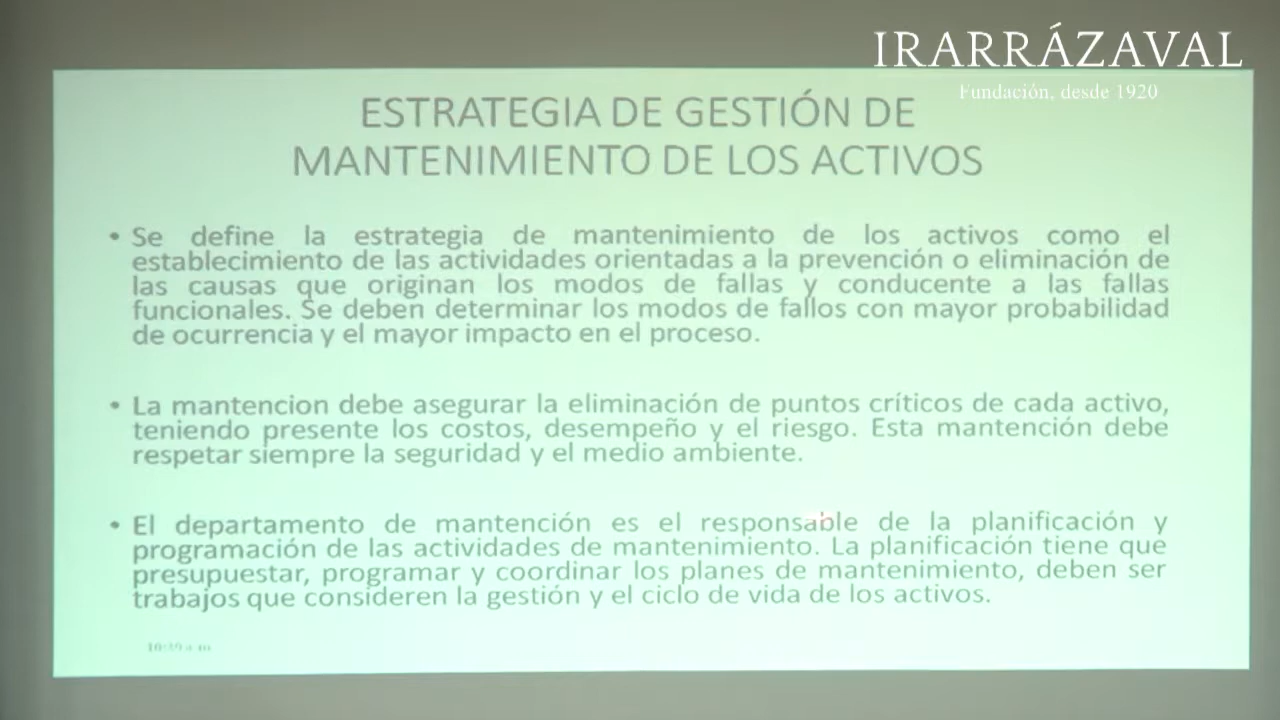 IRARRÁZAVAL
Fundación, desde 1920
ESTRATEGIA DE GESTIÓN DE
MANTENIMIENTO DE LOS ACTIVOS
• Se define la estrategia de mantenimiento de los activos como el
establecimiento de las actividades orientadas a la prevención o eliminación de
las causas que originan los modos de fallas y conducente a las fallas
funcionales. Se deben determinar los modos de fallos con mayor probabilidad
de ocurrencia y el mayor impacto en el proceso.
• La mantencion debe asegurar la eliminación de puntos críticos de cada activo,
teniendo presente los costos, desempeño y el riesgo. Esta mantención debe
respetar siempre la seguridad y el medio ambiente.
• El departamento de mantención es el responsable de la planificación y
programación de las actividades de mantenimiento. La planificación tiene que
presupuestar, programar y coordinar los planes de mantenimiento, deben ser
trabajos que consideren la gestión y el ciclo de vida de los activos.